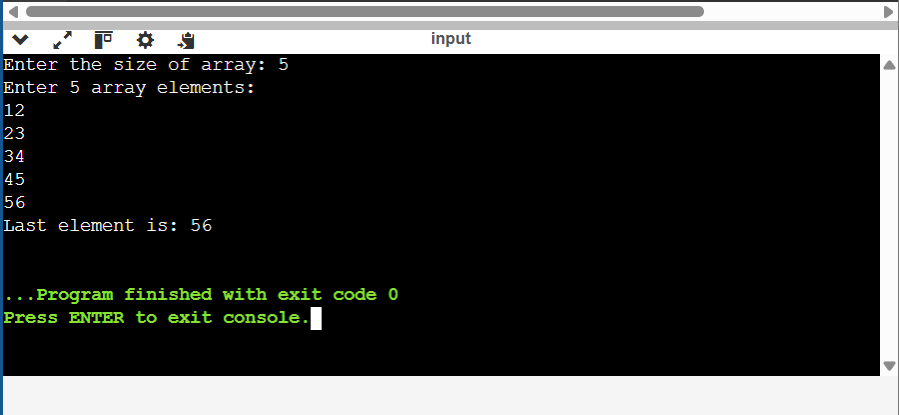 input
Enter the size of array: 5
Enter 5 array elements:
12
23
34
45
56
Last element is: 56
...Program finished with exit code 0
Press ENTER to exit console.